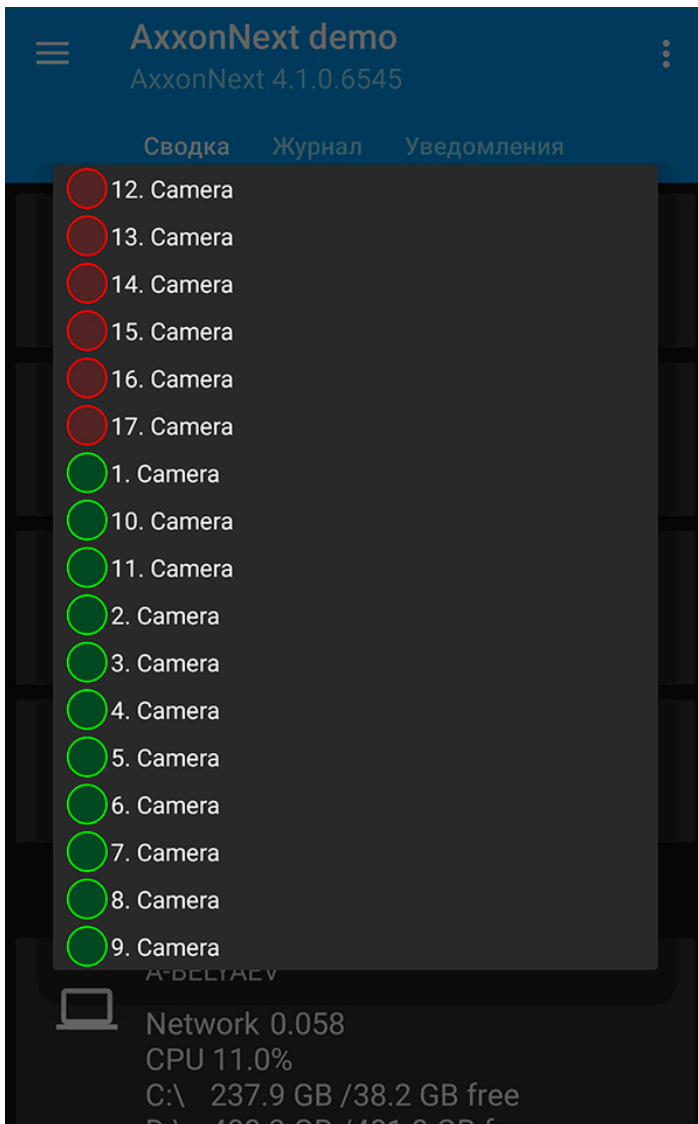 AxxonNext demo
AxxonNext 4.1.0.6545
Сводка Журнал Уведомления
12. Camera
13. Camera
14. Camera
15. Camera
16. Camera
17. Camera
1. Camera
10. Camera
11. Camera
2. Camera
3. Camera
4. Camera
5. Camera
6. Camera
7. Camera
8. Camera
9. Camera
A-BELYAEV
Network 0.058
CPU 11.0%
C:\ 237.9 GB /38.2 GB free